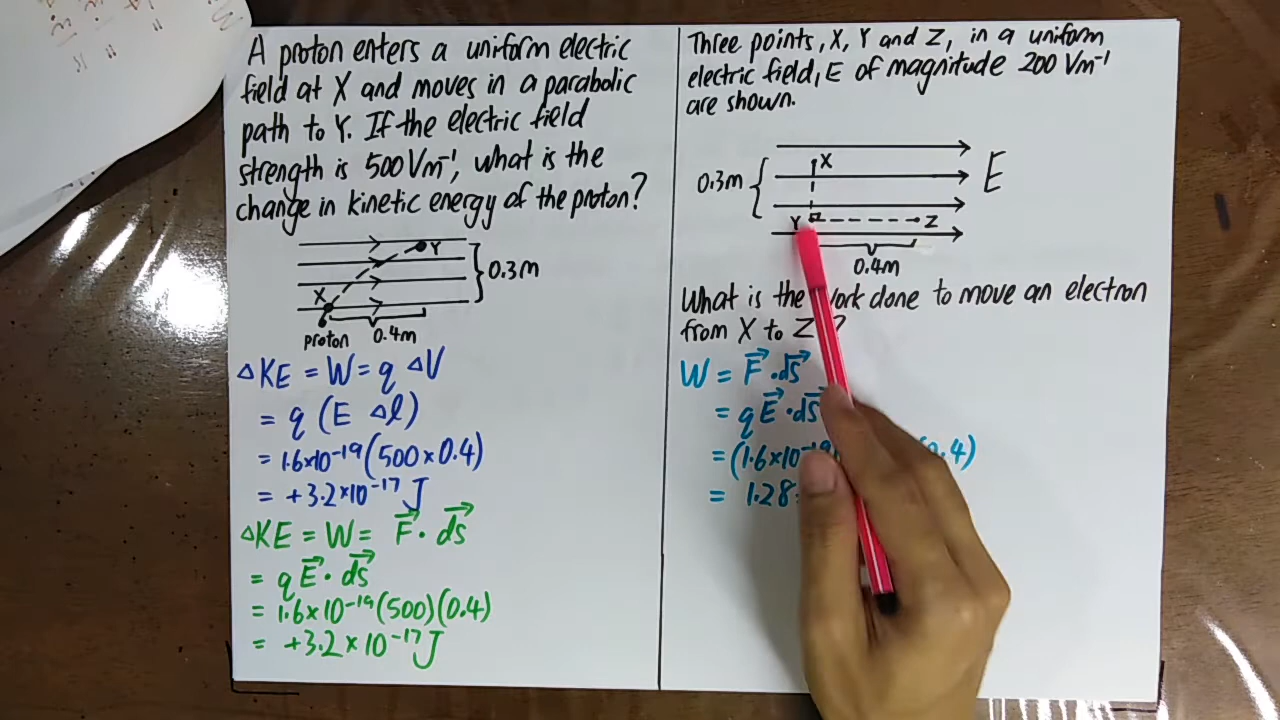 A proton enters a uniform electric
field at X and moves in a parabolic
path to Y. If the electric field
strength is 500 Vm⁻¹, what is the
change in kinetic energy of the proton?
Y
0.3m
X
proton
0.4m
ΔKE = W = q ΔV
= q (E Δl)
= 1.6×10⁻¹⁹(500×0.4)
= +3.2×10⁻¹⁷ J
ΔKE = W = F⃗ · ds⃗
= q E⃗ · ds⃗
= 1.6×10⁻¹⁹(500)(0.4)
= +3.2×10⁻¹⁷ J
Three points, X, Y and Z, in a uniform
electric field, E of magnitude 200 Vm⁻¹
are shown.
X
0.3m
E
Y
Z
0.4m
What is the work done to move an electron
from X to Z ?
W = F⃗ · ds⃗
= q E⃗ · ds⃗
= (1.6×10⁻¹⁹ 0.4)
= 1.28